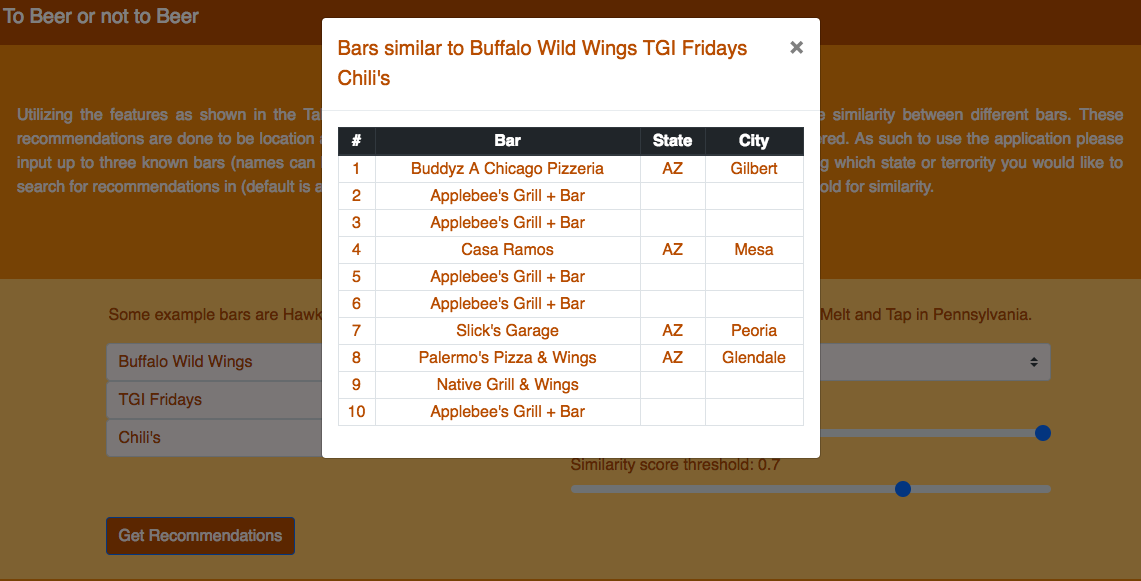 To Beer or not to Beer
Bars similar to Buffalo Wild Wings TGI Fridays
Chili's
×
Utilizing the features as shown in the Ta
similarity between different bars. These
recommendations are done to be location
red. As such to use the application please
input up to three known bars (names can
which state or terrority you would like to
search for recommendations in (default is a
old for similarity.
# Bar State City
1 Buddyz A Chicago Pizzeria AZ Gilbert
2 Applebee's Grill + Bar
3 Applebee's Grill + Bar
4 Casa Ramos AZ Mesa
5 Applebee's Grill + Bar
6 Applebee's Grill + Bar
7 Slick's Garage AZ Peoria
8 Palermo's Pizza & Wings AZ Glendale
9 Native Grill & Wings
10 Applebee's Grill + Bar
Some example bars are Hawk
Melt and Tap in Pennsylvania.
Buffalo Wild Wings
TGI Fridays
Chili's
Similarity score threshold: 0.7
Get Recommendations